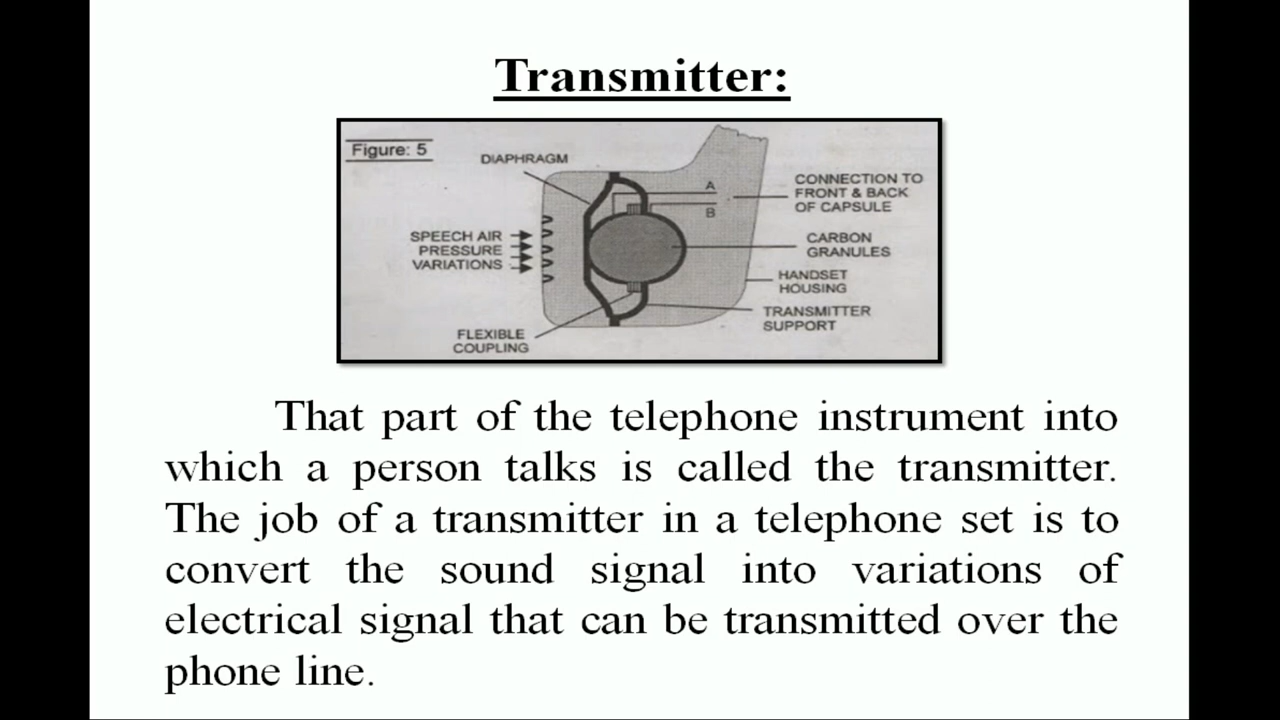 Transmitter:
Figure: 5
DIAPHRAGM
A
B
CONNECTION TO
FRONT & BACK
OF CAPSULE
SPEECH AIR
PRESSURE
VARIATIONS
CARBON
GRANULES
HANDSET
HOUSING
TRANSMITTER
SUPPORT
FLEXIBLE
COUPLING
That part of the telephone instrument into
which a person talks is called the transmitter.
The job of a transmitter in a telephone set is to
convert the sound signal into variations of
electrical signal that can be transmitted over the
phone line.